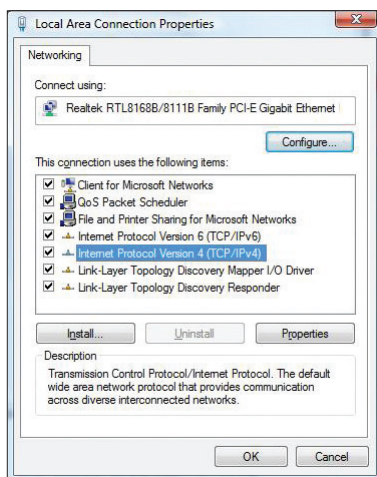 Local Area Connection Properties
Networking
Connect using:
Realtek RTL8168B/8111B Family PCI-E Gigabit Ethernet
Configure...
This connection uses the following items:
Client for Microsoft Networks
QoS Packet Scheduler
File and Printer Sharing for Microsoft Networks
Internet Protocol Version 6 (TCP/IPv6)
Internet Protocol Version 4 (TCP/IPv4)
Link-Layer Topology Discovery Mapper I/O Driver
Link-Layer Topology Discovery Responder
Install... Uninstall Properties
Description
Transmission Control Protocol/Internet Protocol. The default
wide area network protocol that provides communication
across diverse interconnected networks.
OK Cancel